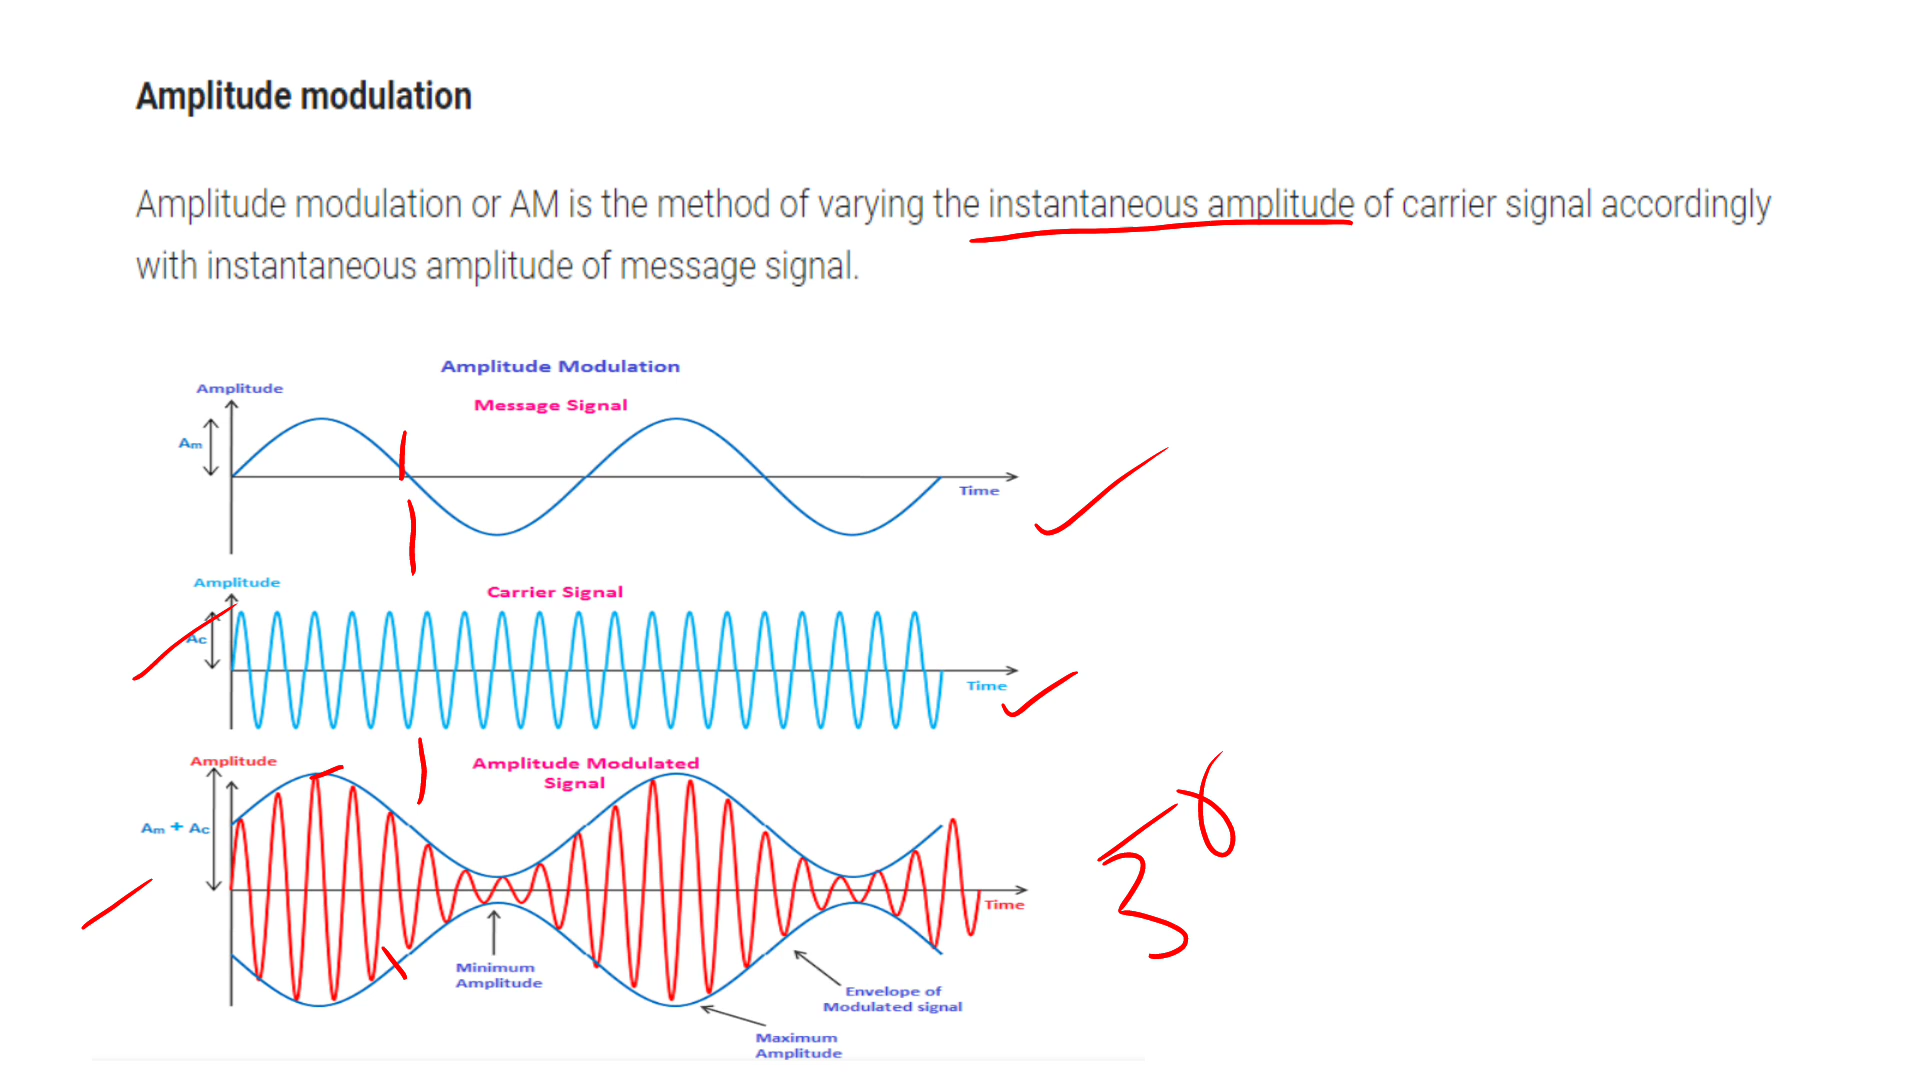 Amplitude modulation
Amplitude modulation or AM is the method of varying the instantaneous amplitude of carrier signal accordingly
with instantaneous amplitude of message signal.
Amplitude Modulation
Amplitude
Message Signal
Am
Time
Amplitude
Carrier Signal
Ac
Time
Amplitude
Amplitude Modulated
Signal
Am + Ac
Time
Minimum
Amplitude
Envelope of
Modulated signal
Maximum
Amplitude